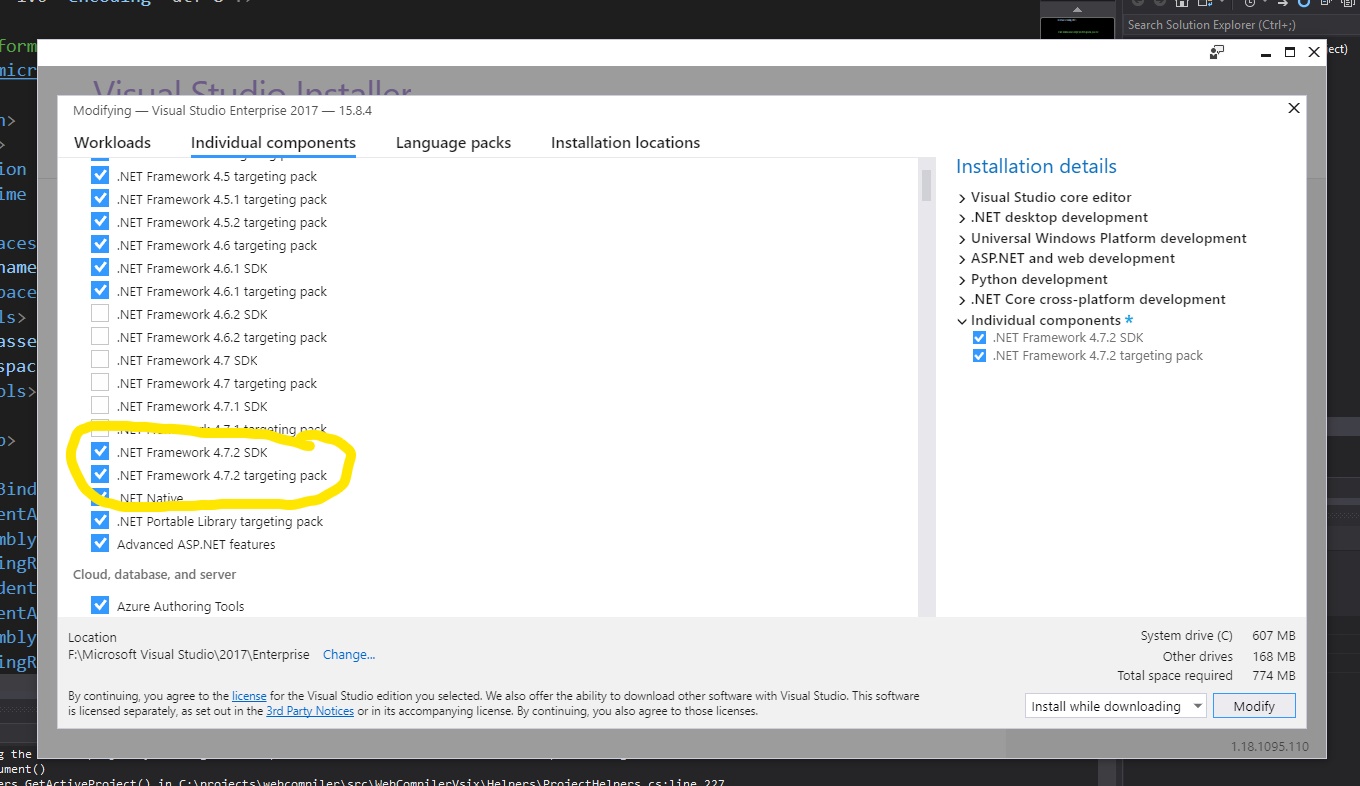 Search Solution Explorer (Ctrl+;)
Visual Studio Installer
Modifying — Visual Studio Enterprise 2017 — 15.8.4
Workloads
Individual components
Language packs
Installation locations
.NET Framework 4.5 targeting pack
.NET Framework 4.5.1 targeting pack
.NET Framework 4.5.2 targeting pack
.NET Framework 4.6 targeting pack
.NET Framework 4.6.1 SDK
.NET Framework 4.6.1 targeting pack
.NET Framework 4.6.2 SDK
.NET Framework 4.6.2 targeting pack
.NET Framework 4.7 SDK
.NET Framework 4.7 targeting pack
.NET Framework 4.7.1 SDK
.NET Framework 4.7.1 targeting pack
.NET Framework 4.7.2 SDK
.NET Framework 4.7.2 targeting pack
.NET Native
.NET Portable Library targeting pack
Advanced ASP.NET features
Cloud, database, and server
Azure Authoring Tools
Installation details
Visual Studio core editor
.NET desktop development
Universal Windows Platform development
ASP.NET and web development
Python development
.NET Core cross-platform development
Individual components *
.NET Framework 4.7.2 SDK
.NET Framework 4.7.2 targeting pack
Location
F:\Microsoft Visual Studio\2017\Enterprise Change...
By continuing, you agree to the license for the Visual Studio edition you selected. We also offer the ability to download other software with Visual Studio. This software
is licensed separately, as set out in the 3rd Party Notices or in its accompanying license. By continuing, you also agree to those licenses.
System drive (C) 607 MB
Other drives 168 MB
Total space required 774 MB
Install while downloading
Modify
1.18.1095.110
ument()
ers.GetActiveProject() in C:\projects\webcompiler\src\WebCompilerVsix\Helpers\ProjectHelpers.cs:line 227